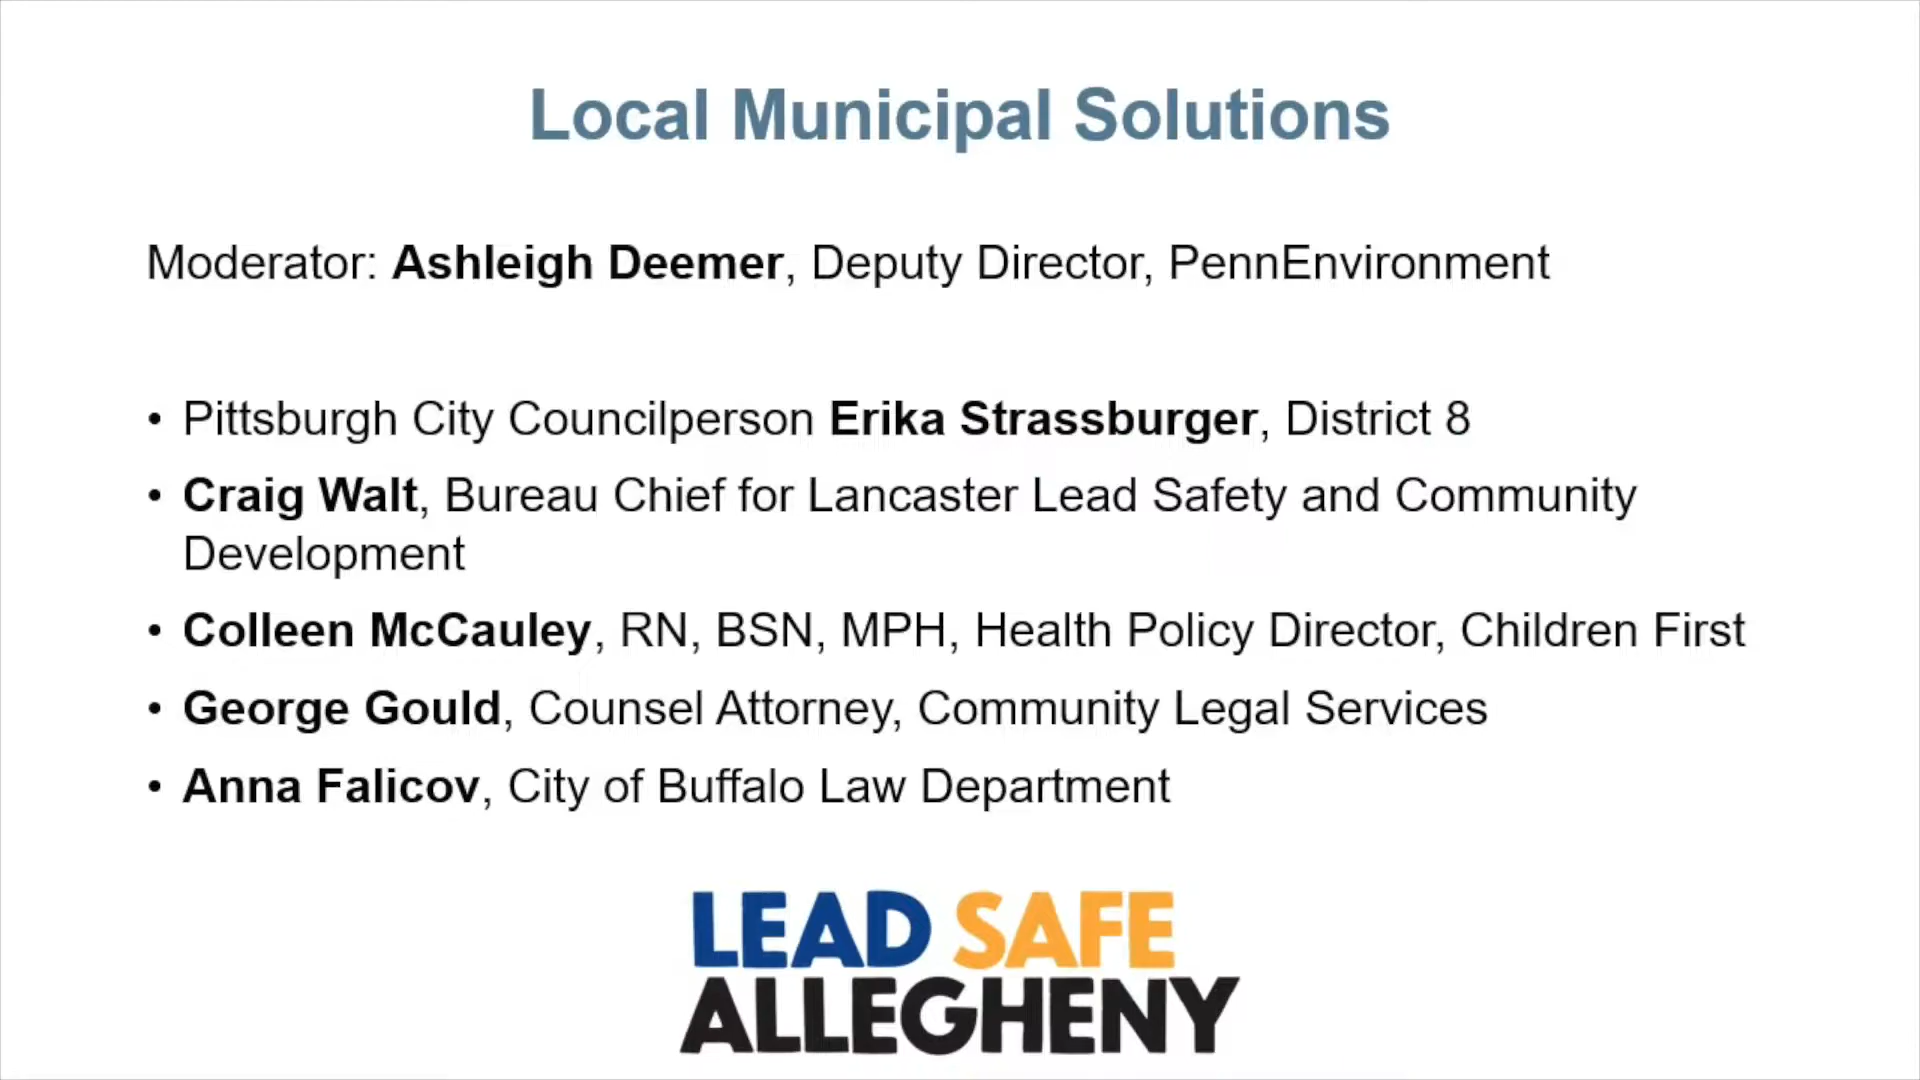 Local Municipal Solutions
Moderator: Ashleigh Deemer, Deputy Director, PennEnvironment
• Pittsburgh City Councilperson Erika Strassburger, District 8
• Craig Walt, Bureau Chief for Lancaster Lead Safety and Community
Development
• Colleen McCauley, RN, BSN, MPH, Health Policy Director, Children First
• George Gould, Counsel Attorney, Community Legal Services
• Anna Falicov, City of Buffalo Law Department
LEAD SAFE
ALLEGHENY